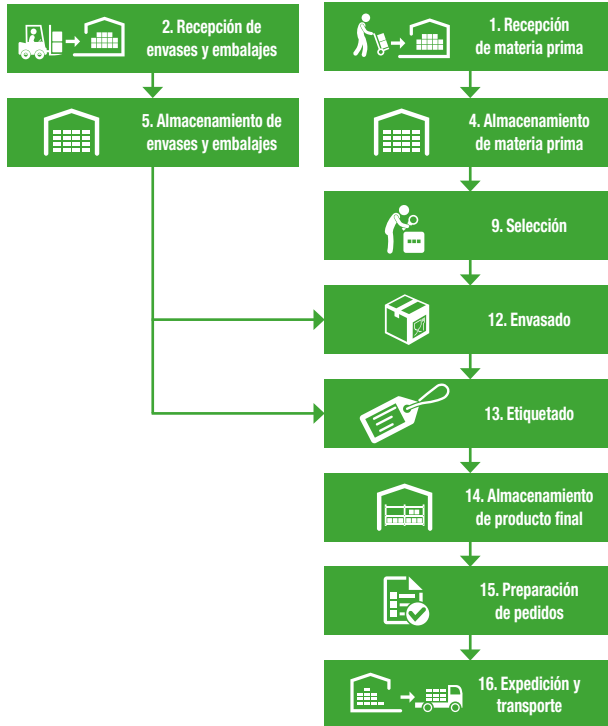 2. Recepción de
envases y embalajes
1. Recepción
de materia prima
5. Almacenamiento de
envases y embalajes
4. Almacenamiento
de materia prima
9. Selección
12. Envasado
13. Etiquetado
14. Almacenamiento
de producto final
15. Preparación
de pedidos
16. Expedición y
transporte